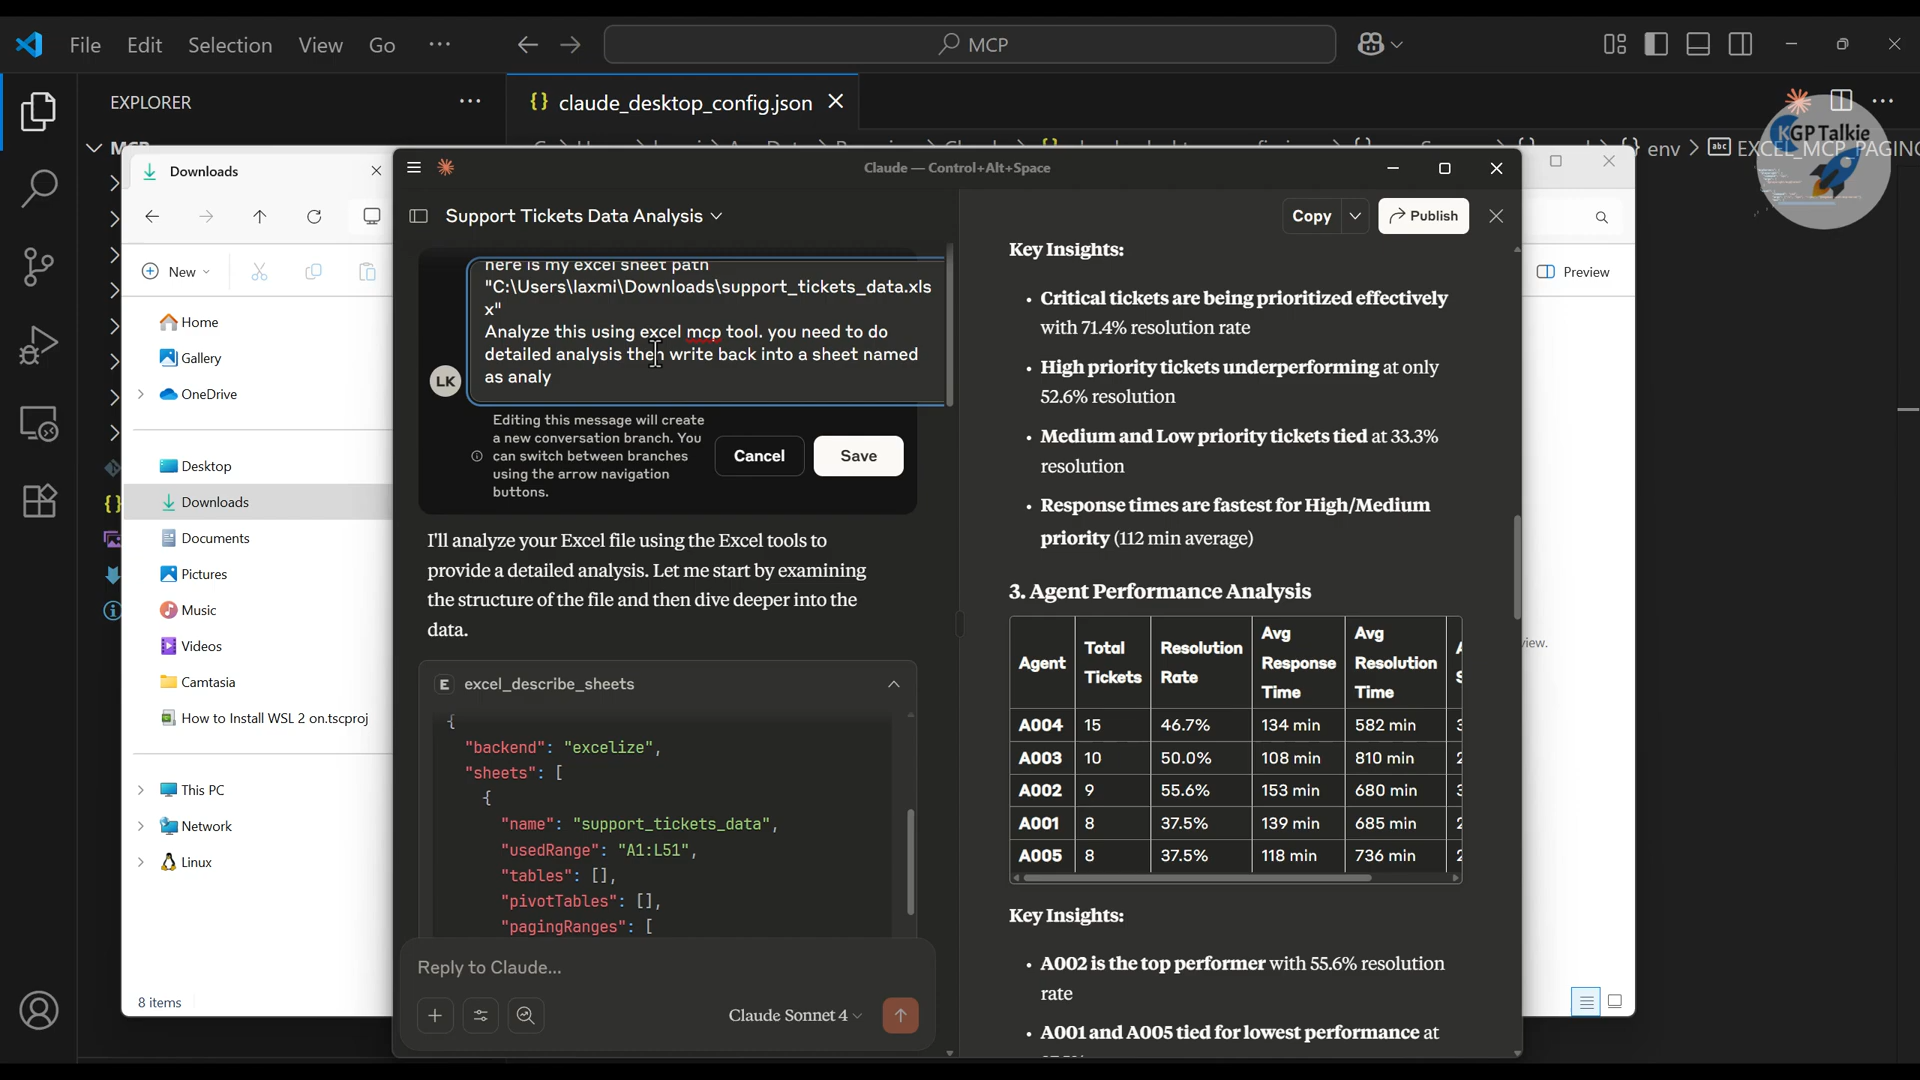 File Edit Selection View Go ···
MCP
EXPLORER ···
{} claude_desktop_config.json
KGP Talkie
env > EXCEL_MCP_PAGING
Downloads
Claude — Control+Alt+Space
Support Tickets Data Analysis
Copy
Publish
New
Preview
Home
Gallery
OneDrive
Desktop
Downloads
Documents
Pictures
Music
Videos
Camtasia
How to Install WSL 2 on.tscproj
This PC
Network
Linux
8 items
here is my excel sheet path
"C:\Users\laxmi\Downloads\support_tickets_data.xls
x"
Analyze this using excel mcp tool. you need to do
detailed analysis then write back into a sheet named
as analy
LK
Editing this message will create
a new conversation branch. You
can switch between branches
using the arrow navigation
buttons.
Cancel
Save
I'll analyze your Excel file using the Excel tools to
provide a detailed analysis. Let me start by examining
the structure of the file and then dive deeper into the
data.
E excel_describe_sheets
{
"backend": "excelize",
"sheets": [
{
"name": "support_tickets_data",
"usedRange": "A1:L51",
"tables": [],
"pivotTables": [],
"pagingRanges": [
Reply to Claude...
Claude Sonnet 4
Key Insights:
• Critical tickets are being prioritized effectively
with 71.4% resolution rate
• High priority tickets underperforming at only
52.6% resolution
• Medium and Low priority tickets tied at 33.3%
resolution
• Response times are fastest for High/Medium
priority (112 min average)
3. Agent Performance Analysis
Agent Total Tickets Resolution Rate Avg Response Time Avg Resolution Time
A004 15 46.7% 134 min 582 min
A003 10 50.0% 108 min 810 min
A002 9 55.6% 153 min 680 min
A001 8 37.5% 139 min 685 min
A005 8 37.5% 118 min 736 min
Key Insights:
• A002 is the top performer with 55.6% resolution
rate
• A001 and A005 tied for lowest performance at